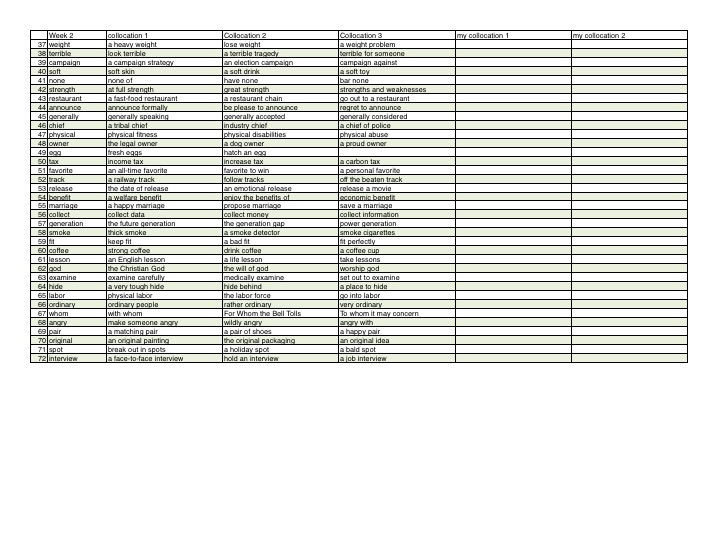 Week 2 collocation 1 Collocation 2 Collocation 3 my collocation 1 my collocation 2
37 weight a heavy weight lose weight a weight problem
38 terrible look terrible a terrible tragedy terrible for someone
39 campaign a campaign strategy an election campaign campaign against
40 soft soft skin a soft drink a soft toy
41 none none of have none bar none
42 strength at full strength great strength strengths and weaknesses
43 restaurant a fast-food restaurant a restaurant chain go out to a restaurant
44 announce announce formally be please to announce regret to announce
45 generally generally speaking generally accepted generally considered
46 chief a tribal chief industry chief a chief of police
47 physical physical fitness physical disabilities physical abuse
48 owner the legal owner a dog owner a proud owner
49 egg fresh eggs hatch an egg
50 tax income tax increase tax a carbon tax
51 favorite an all-time favorite favorite to win a personal favorite
52 track a railway track follow tracks off the beaten track
53 release the date of release an emotional release release a movie
54 benefit a welfare benefit enjoy the benefits of economic benefit
55 marriage a happy marriage propose marriage save a marriage
56 collect collect data collect money collect information
57 generation the future generation the generation gap power generation
58 smoke thick smoke a smoke detector smoke cigarettes
59 fit keep fit a bad fit fit perfectly
60 coffee strong coffee drink coffee a coffee cup
61 lesson an English lesson a life lesson take lessons
62 god the Christian God the will of god worship god
63 examine examine carefully medically examine set out to examine
64 hide a very tough hide hide behind a place to hide
65 labor physical labor the labor force go into labor
66 ordinary ordinary people rather ordinary very ordinary
67 whom with whom For Whom the Bell Tolls To whom it may concern
68 angry make someone angry wildly angry angry with
69 pair a matching pair a pair of shoes a happy pair
70 original an original painting the original packaging an original idea
71 spot break out in spots a holiday spot a bald spot
72 interview a face-to-face interview hold an interview a job interview